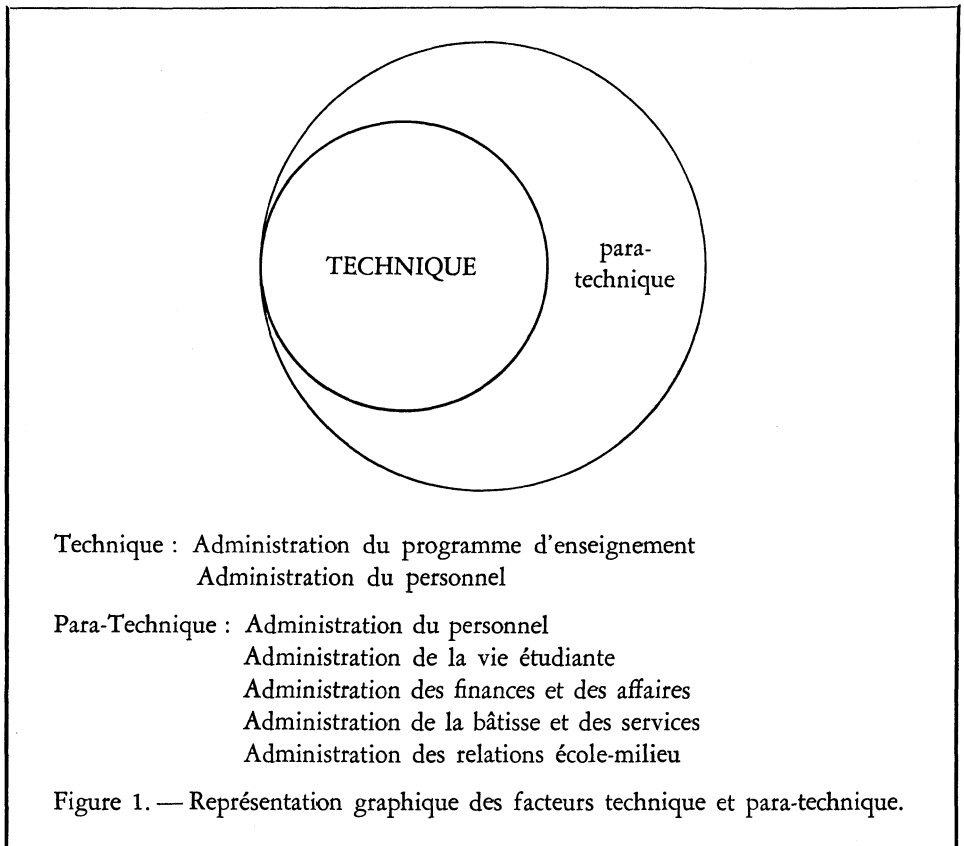 TECHNIQUE
para-
technique
Technique : Administration du programme d'enseignement
Administration du personnel
Para-Technique : Administration du personnel
Administration de la vie étudiante
Administration des finances et des affaires
Administration de la bâtisse et des services
Administration des relations école-milieu
Figure 1. — Représentation graphique des facteurs technique et para-technique.